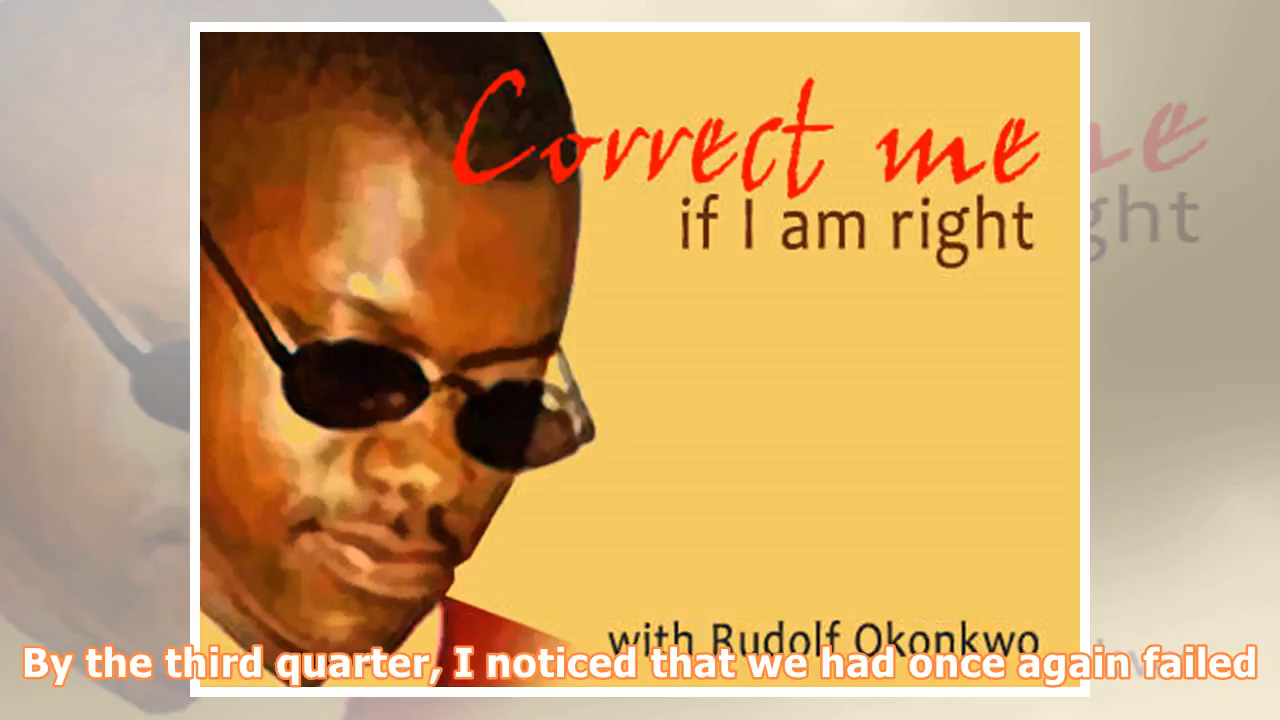 Correct me
if I am right
with Rudolf Okonkwo
By the third quarter, I noticed that we had once again failed